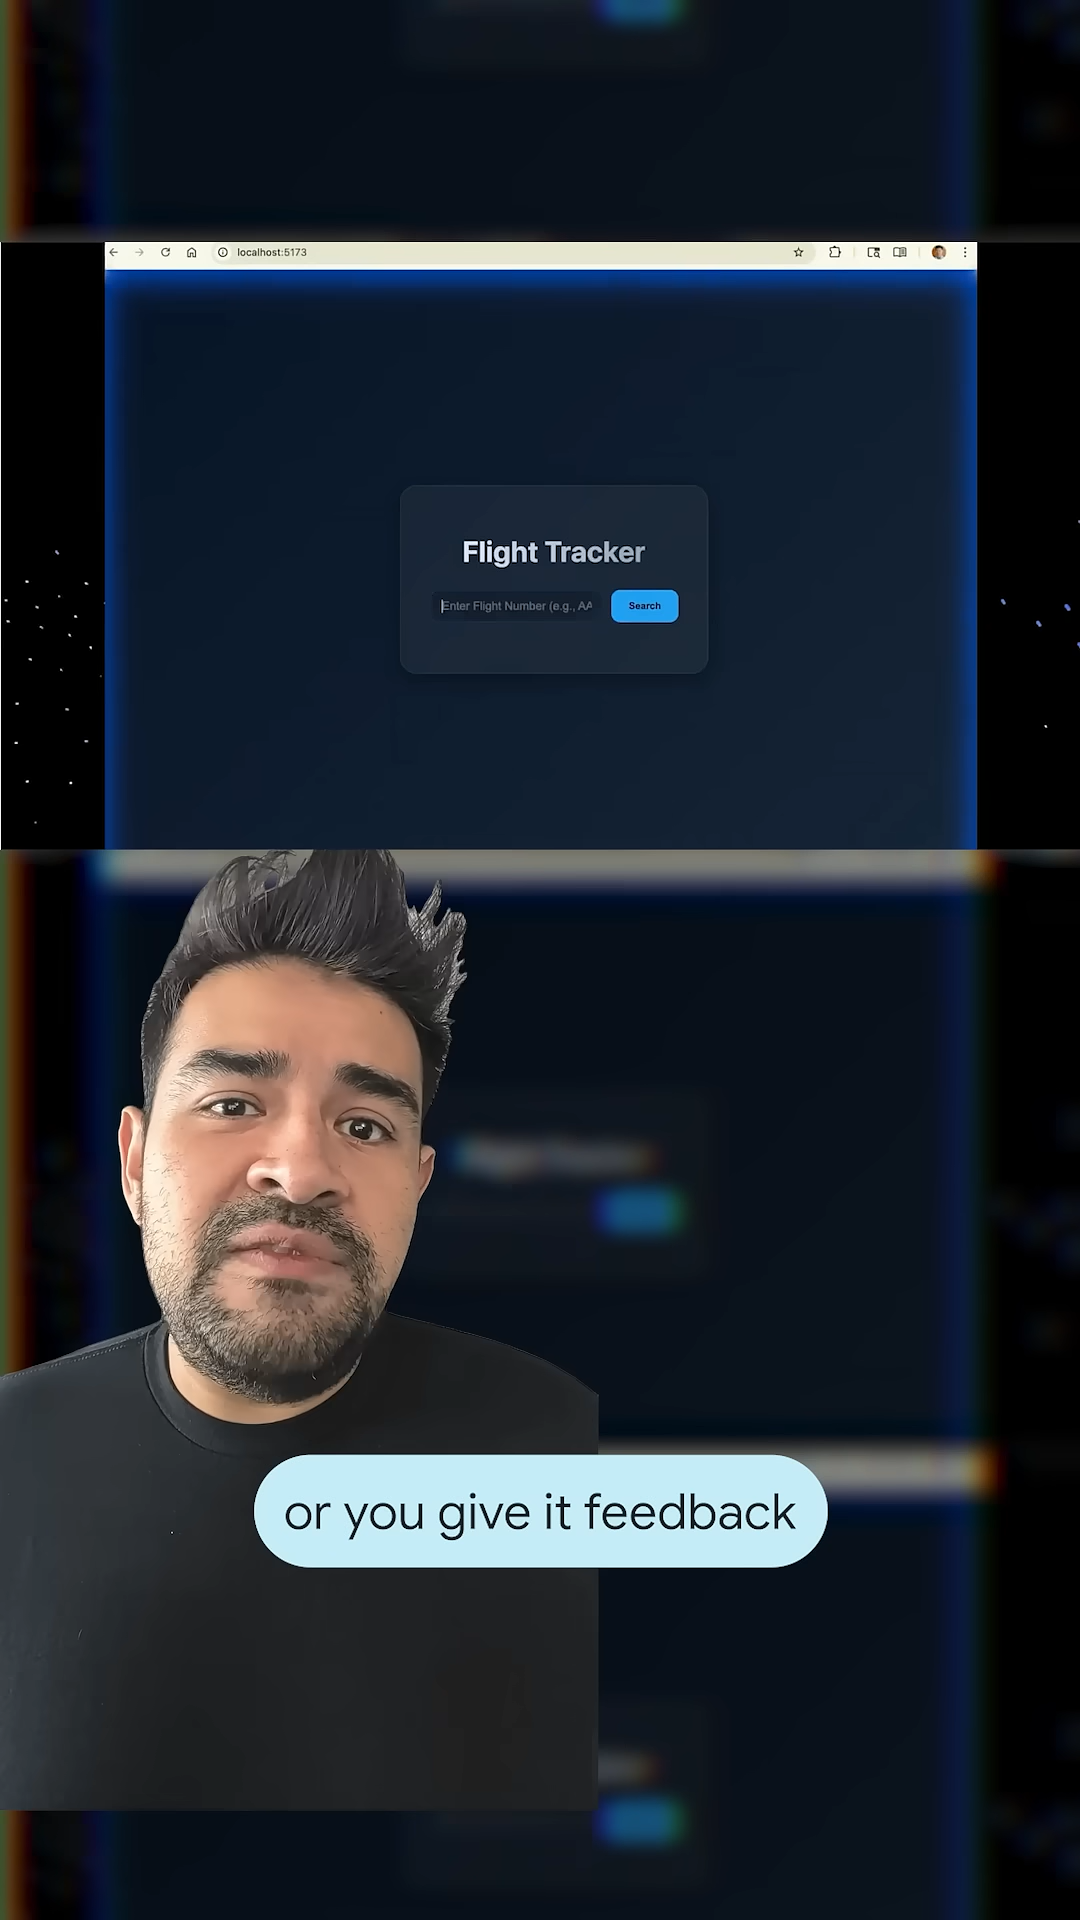 localhost:5173
Flight Tracker
Enter Flight Number (e.g., AA
Search
or you give it feedback